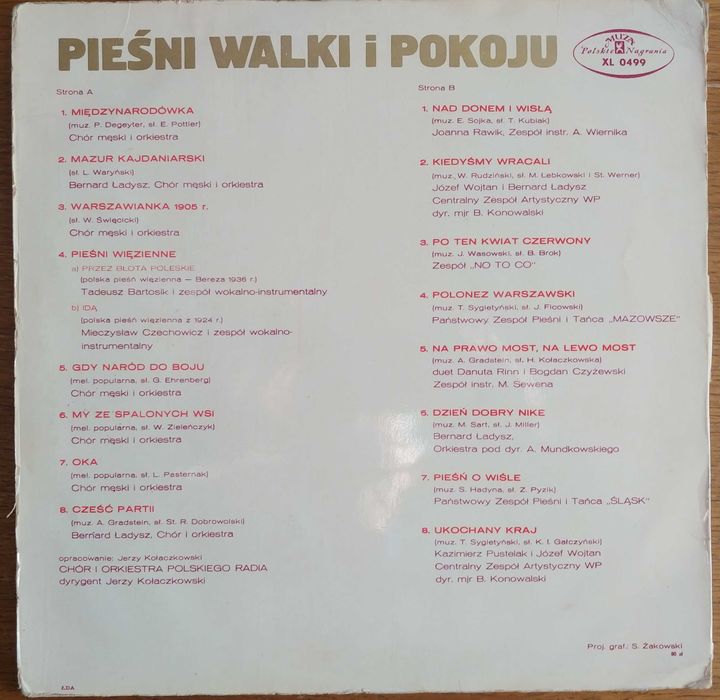 PIEŚNI WALKI i POKOJU
MUZA
Polskie Nagrania
XL 0499
Strona A
1. MIĘDZYNARODÓWKA
(muz. P. Degeyter, sł. E. Pottier)
Chór męski i orkiestra
2. MAZUR KAJDANIARSKI
(sł. L. Waryński)
Bernard Ładysz, Chór męski i orkiestra
3. WARSZAWIANKA 1905 r.
(sł. W. Święcicki)
Chór męski i orkiestra
4. PIEŚNI WIĘZIENNE
a) PRZEZ BŁOTA POLESKIE
(polska pieśń więzienna — Bereza 1936 r.)
Tadeusz Bartosik i zespół wokalno-instrumentalny
b) IDĄ
(polska pieśń więzienna z 1924 r.)
Mieczysław Czechowicz i zespół wokalno-
instrumentalny
5. GDY NARÓD DO BOJU
(mel. popularna, sł. G. Ehrenberg)
Chór męski i orkiestra
6. MY ZE SPALONYCH WSI
(mel. popularna, sł. W. Zieleńczyk)
Chór męski i orkiestra
7. OKA
(mel. popularna, sł. L. Pasternak)
Chór męski i orkiestra
8. CZEŚĆ PARTII
(muz. A. Gradstein, sł. St. R. Dobrowolski)
Bernard Ładysz, Chór i orkiestra
opracowanie: Jerzy Kołaczkowski
CHÓR I ORKIESTRA POLSKIEGO RADIA
dyrygent Jerzy Kołaczkowski
ŁDA
Strona B
1. NAD DONEM I WISŁĄ
(muz. E. Sojka, sł. T. Kubiak)
Joanna Rawik, Zespół instr. A. Wiernika
2. KIEDYŚMY WRACALI
(muz. W. Rudziński, sł. M. Łebkowski i St. Werner)
Józef Wojtan i Bernard Ładysz
Centralny Zespół Artystyczny WP
dyr. mjr B. Konowalski
3. PO TEN KWIAT CZERWONY
(muz. J. Wasowski, sł. B. Brok)
Zespół „NO TO CO”
4. POLONEZ WARSZAWSKI
(muz. T. Sygietyński, sł. J. Ficowski)
Państwowy Zespół Pieśni i Tańca „MAZOWSZE”
5. NA PRAWO MOST, NA LEWO MOST
(muz. A. Gradstein, sł. H. Kołaczkowska)
duet Danuta Rinn i Bogdan Czyżewski
Zespół instr. M. Sewena
6. DZIEŃ DOBRY NIKE
(muz. M. Sart, sł. J. Miller)
Bernard Ładysz,
Orkiestra pod dyr. A. Mundkowskiego
7. PIEŚŃ O WIŚLE
(muz. S. Hadyna, sł. Z. Pyzik)
Państwowy Zespół Pieśni i Tańca „ŚLĄSK”
8. UKOCHANY KRAJ
(muz. T. Sygietyński, sł. K. I. Gałczyński)
Kazimierz Pustelak i Józef Wojtan
Centralny Zespół Artystyczny WP
dyr. mjr B. Konowalski
Proj. graf.: S. Żakowski